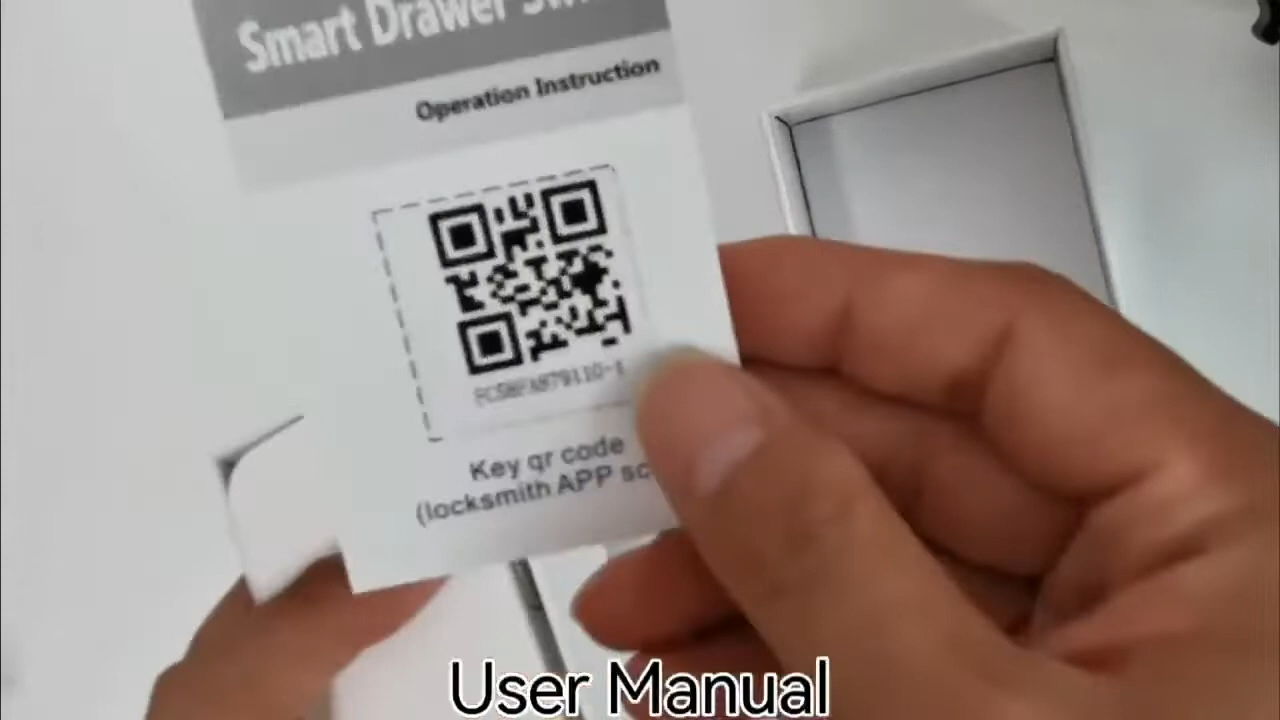 Smart Drawer
Operation Instruction
Key qr code
(locksmith APP
User Manual